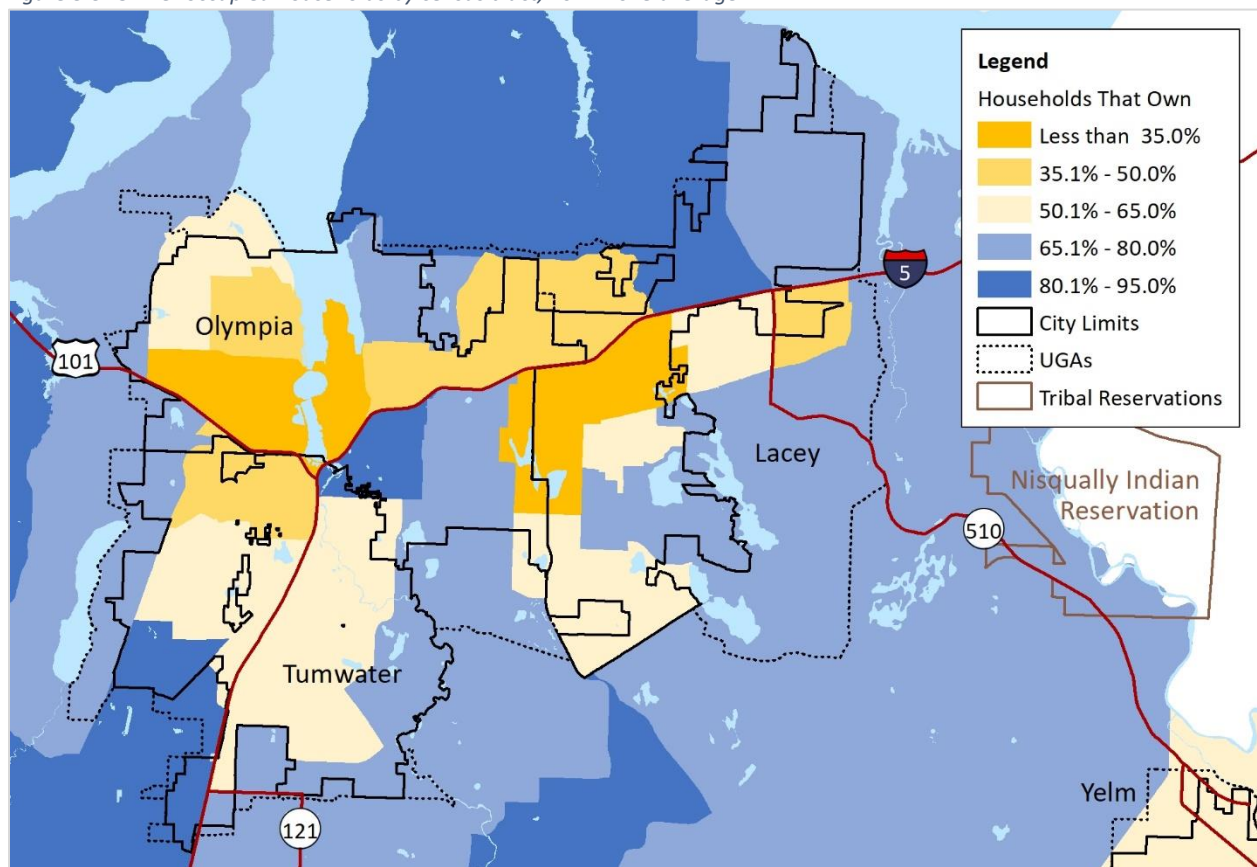 Legend
Households That Own
Less than 35.0%
35.1% - 50.0%
50.1% - 65.0%
65.1% - 80.0%
80.1% - 95.0%
City Limits
UGAs
Tribal Reservations
5
Olympia
101
Lacey
Nisqually Indian
Reservation
510
Tumwater
Yelm
121